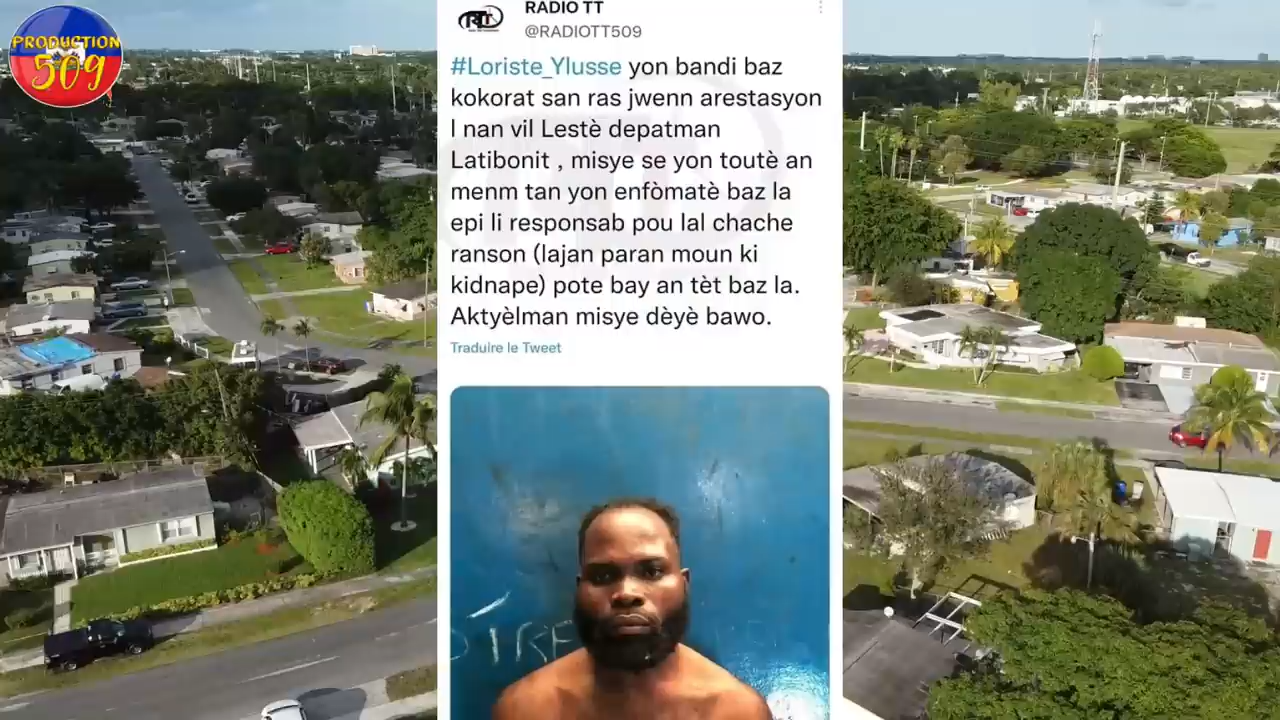 PRODUCTION
509
RTT
RADIO TT
@RADIOTT509
#Loriste_Ylusse yon bandi baz
kokorat san ras jwenn arestasyon
l nan vil Lestè depatman
Latibonit , misye se yon toutè an
menm tan yon enfòmatè baz la
epi li responsab pou lal chache
ranson (lajan paran moun ki
kidnape) pote bay an tèt baz la.
Aktyèlman misye dèyè bawo.
Traduire le Tweet